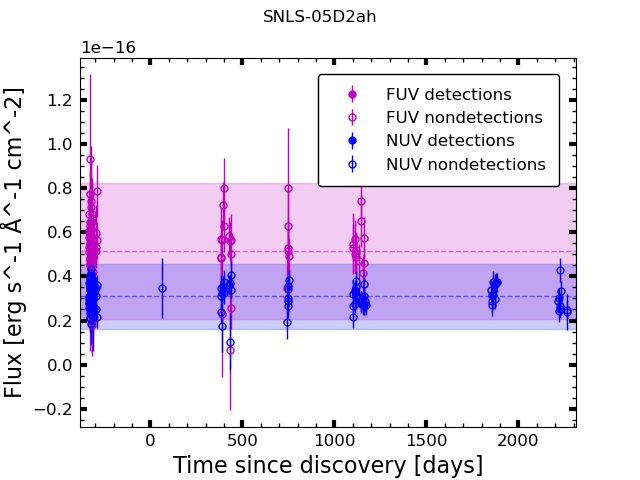 SNLS-05D2ah
1e−16
FUV detections
FUV nondetections
NUV detections
NUV nondetections
1.2
1.0
0.8
0.6
0.4
0.2
0.0
−0.2
Flux [erg s^-1 Å^-1 cm^-2]
0 500 1000 1500 2000
Time since discovery [days]